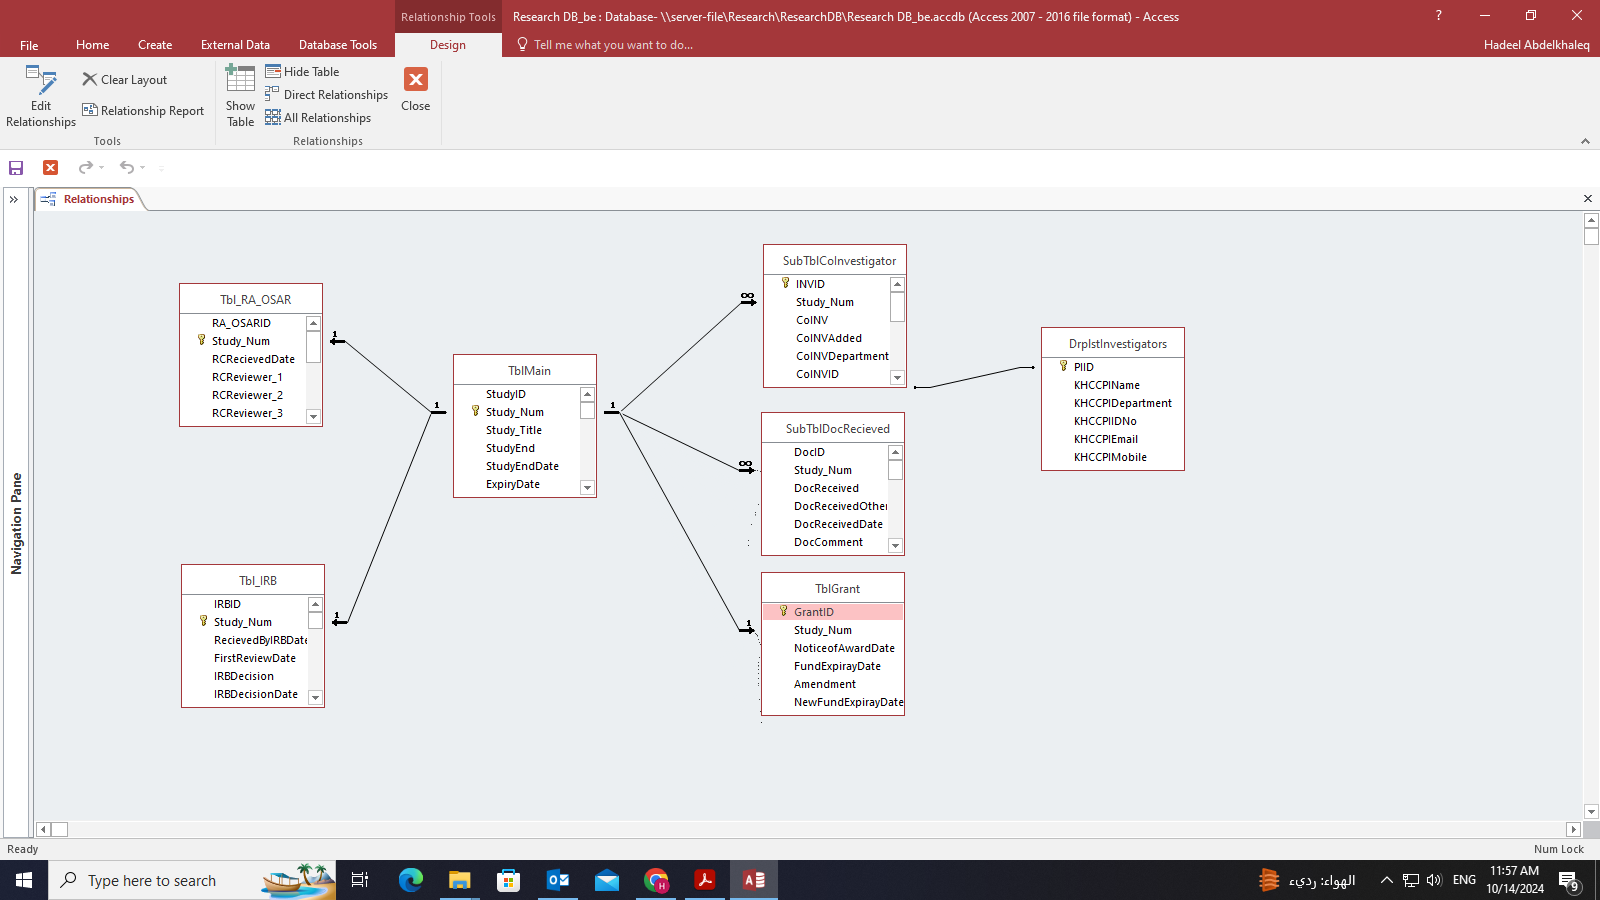 Relationship Tools
Research DB_be : Database- \\server-file\Research\ResearchDB\Research DB_be.accdb (Access 2007 - 2016 file format) - Access
?
File
Home
Create
External Data
Database Tools
Design
Tell me what you want to do...
Hadeel Abdelkhaleq
Edit Relationships
Clear Layout
Relationship Report
Tools
Show Table
Hide Table
Direct Relationships
All Relationships
Relationships
Close
Relationships
Navigation Pane
Tbl_RA_OSAR
RA_OSARID
Study_Num
RCRecievedDate
RCReviewer_1
RCReviewer_2
RCReviewer_3
1
Tbl_IRB
IRBID
Study_Num
RecievedByIRBDate
FirstReviewDate
IRBDecision
IRBDecisionDate
1
1
TblMain
StudyID
Study_Num
Study_Title
StudyEnd
StudyEndDate
ExpiryDate
1
∞
SubTblCoInvestigator
INVID
Study_Num
CoINV
CoINVAdded
CoINVDepartment
CoINVID
∞
SubTblDocRecieved
DocID
Study_Num
DocReceived
DocReceivedOther
DocReceivedDate
DocComment
1
TblGrant
GrantID
Study_Num
NoticeofAwardDate
FundExpirayDate
Amendment
NewFundExpirayDate
DrplstInvestigators
PIID
KHCCPIName
KHCCPIDepartment
KHCCPIIDNo
KHCCPIEmail
KHCCPIMobile
Ready
Num Lock
Type here to search
الهواء: رديء
ENG
11:57 AM
10/14/2024
9